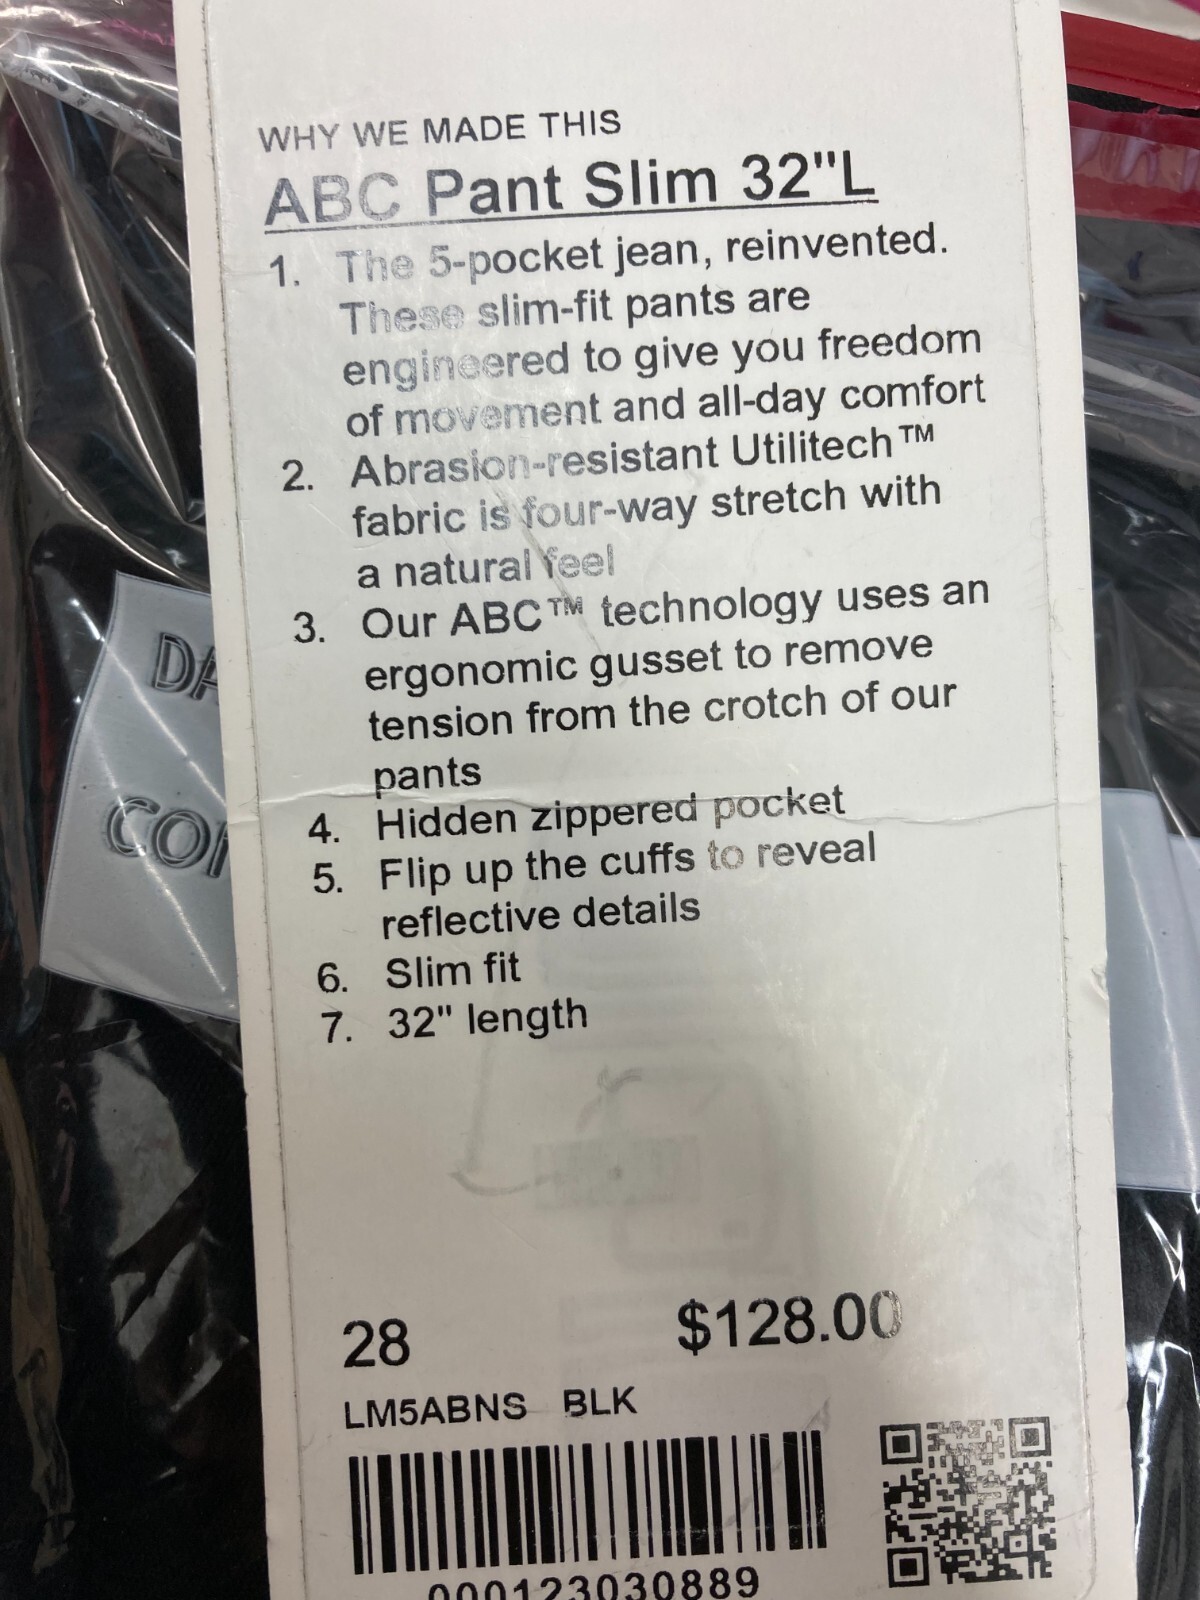 WHY WE MADE THIS
ABC Pant Slim 32"L
1. The 5-pocket jean, reinvented.
These slim-fit pants are
engineered to give you freedom
of movement and all-day comfort
2. Abrasion-resistant Utilitech™
fabric is four-way stretch with
a natural feel
3. Our ABC™ technology uses an
ergonomic gusset to remove
tension from the crotch of our
pants
4. Hidden zippered pocket
5. Flip up the cuffs to reveal
reflective details
6. Slim fit
7. 32" length
28 $128.00
LM5ABNS BLK
000123030889